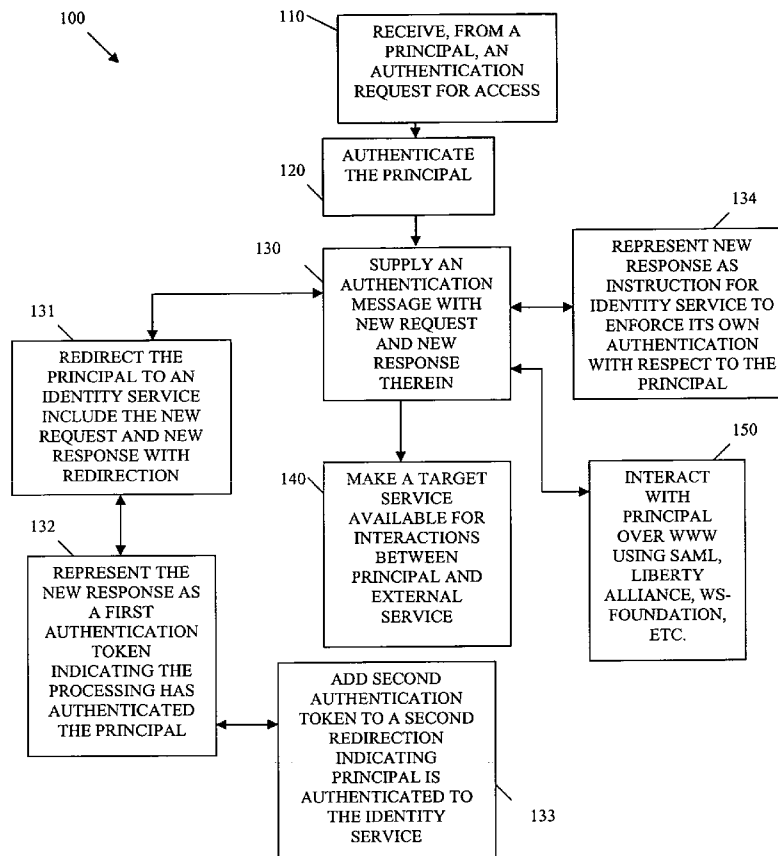 100
110
RECEIVE, FROM A
PRINCIPAL, AN
AUTHENTICATION
REQUEST FOR ACCESS
120
AUTHENTICATE
THE PRINCIPAL
130
SUPPLY AN
AUTHENTICATION
MESSAGE WITH
NEW REQUEST
AND NEW
RESPONSE
THEREIN
134
REPRESENT NEW
RESPONSE AS
INSTRUCTION FOR
IDENTITY SERVICE TO
ENFORCE ITS OWN
AUTHENTICATION
WITH RESPECT TO THE
PRINCIPAL
131
REDIRECT THE
PRINCIPAL TO AN
IDENTITY SERVICE
INCLUDE THE NEW
REQUEST AND NEW
RESPONSE WITH
REDIRECTION
140
MAKE A TARGET
SERVICE
AVAILABLE FOR
INTERACTIONS
BETWEEN
PRINCIPAL AND
EXTERNAL
SERVICE
150
INTERACT
WITH
PRINCIPAL
OVER WWW
USING SAML,
LIBERTY
ALLIANCE, WS-
FOUNDATION,
ETC.
132
REPRESENT THE
NEW RESPONSE AS
A FIRST
AUTHENTICATION
TOKEN
INDICATING THE
PROCESSING HAS
AUTHENTICATED
THE PRINCIPAL
ADD SECOND
AUTHENTICATION
TOKEN TO A SECOND
REDIRECTION
INDICATING
PRINCIPAL IS
AUTHENTICATED TO
THE IDENTITY
SERVICE
133